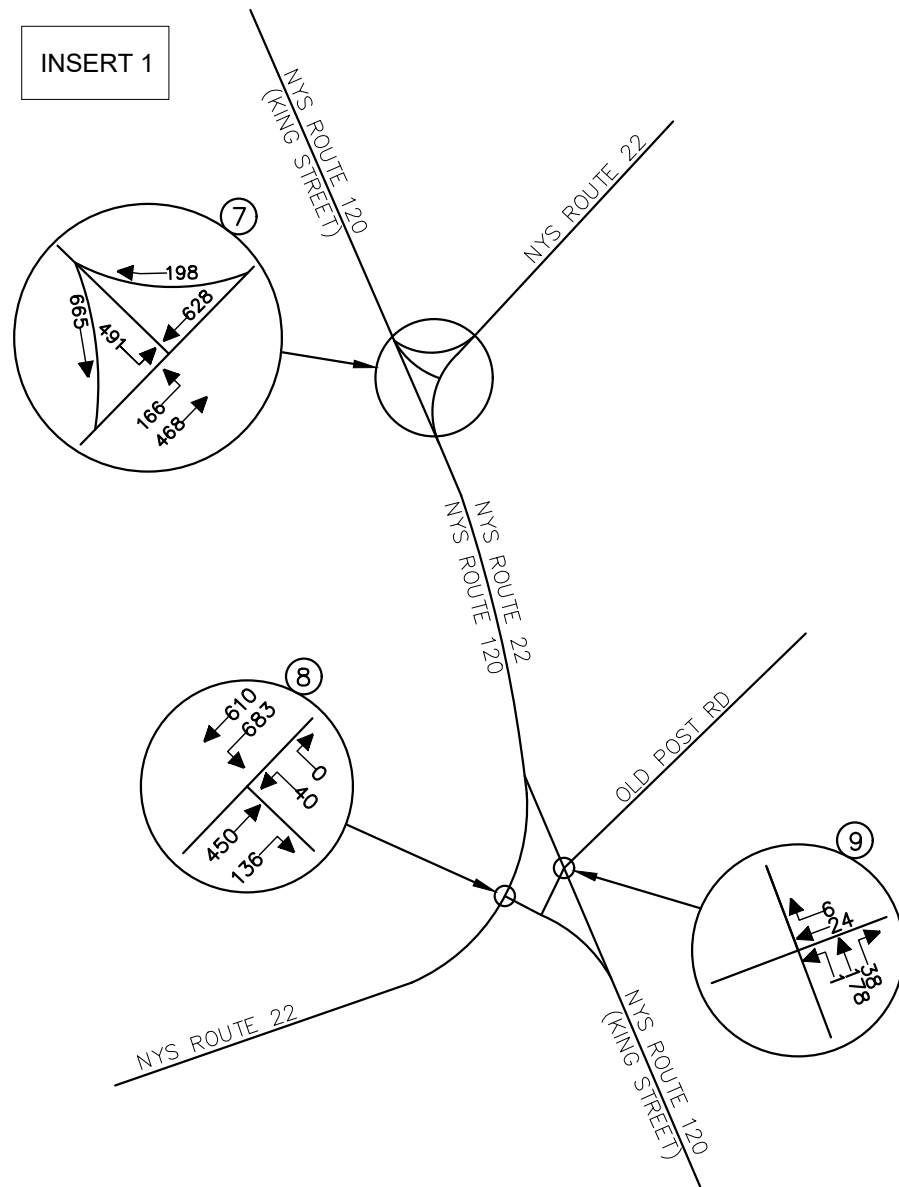 INSERT 1
NYS ROUTE 120
(KING STREET)
NYS ROUTE 22
7
198
628
665
491
166
468
NYS ROUTE 22
NYS ROUTE 120
8
610
683
0
40
450
136
OLD POST RD
9
6
24
38
178
1
NYS ROUTE 22
NYS ROUTE 120
(KING STREET)